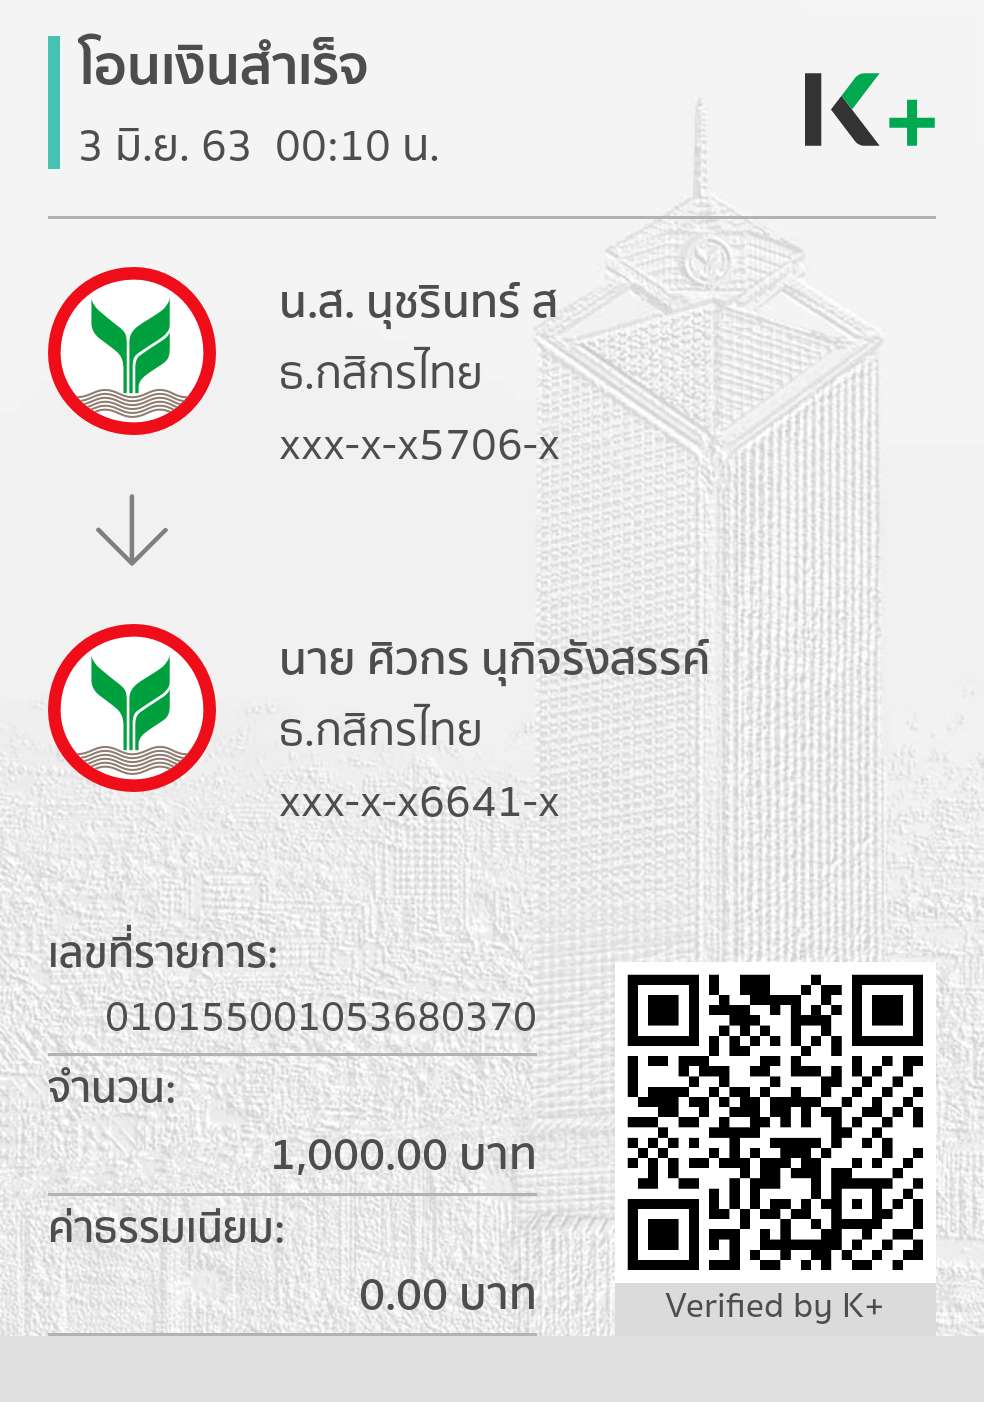 โอนเงินสำเร็จ
3 มิ.ย. 63  00:10 น.
K+
น.ส. นุชรินทร์ ส
ธ.กสิกรไทย
xxx-x-x5706-x
นาย ศิวกร นุกิจรังสรรค์
ธ.กสิกรไทย
xxx-x-x6641-x
เลขที่รายการ:
010155001053680370
จำนวน:
1,000.00 บาท
ค่าธรรมเนียม:
0.00 บาท
Verified by K+